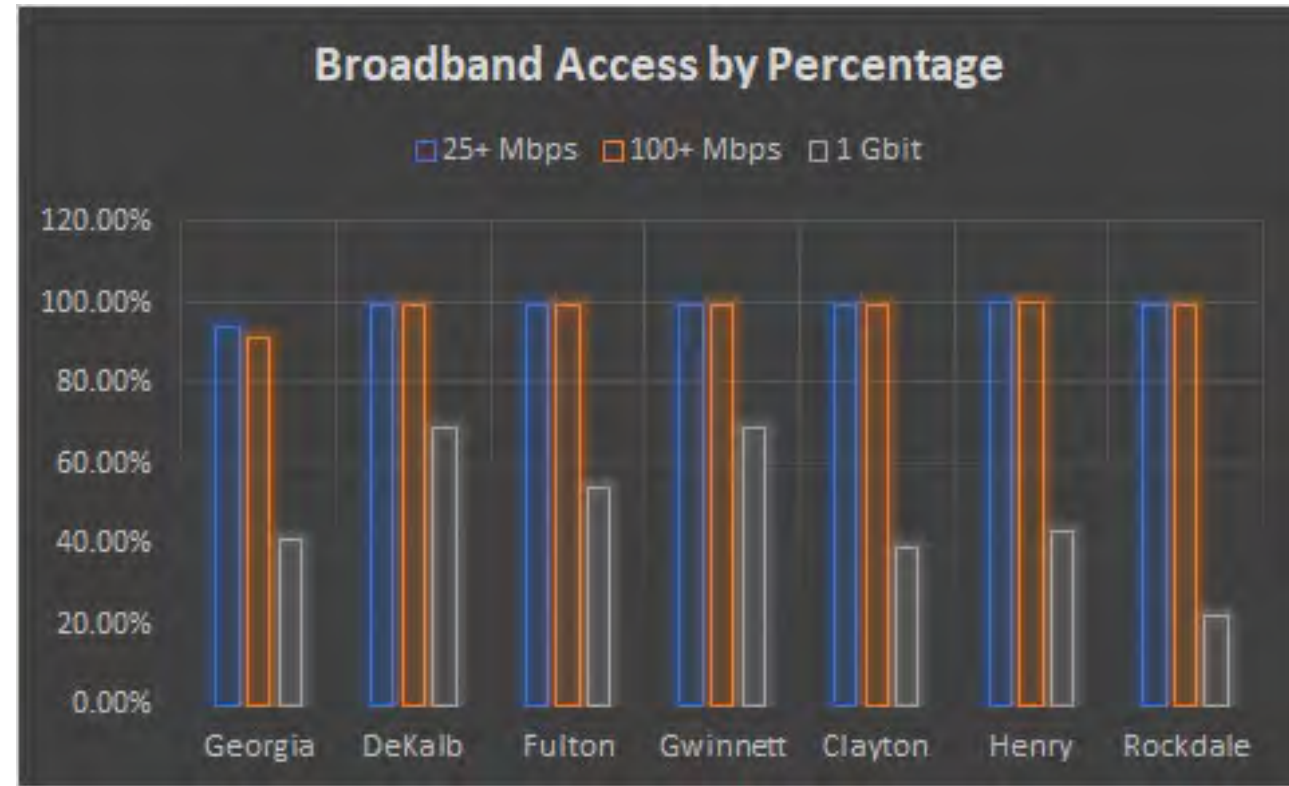 Broadband Access by Percentage
25+ Mbps 100+ Mbps 1 Gbit
120.00%
100.00%
80.00%
60.00%
40.00%
20.00%
0.00%
Georgia DeKalb Fulton Gwinnett Clayton Henry Rockdale